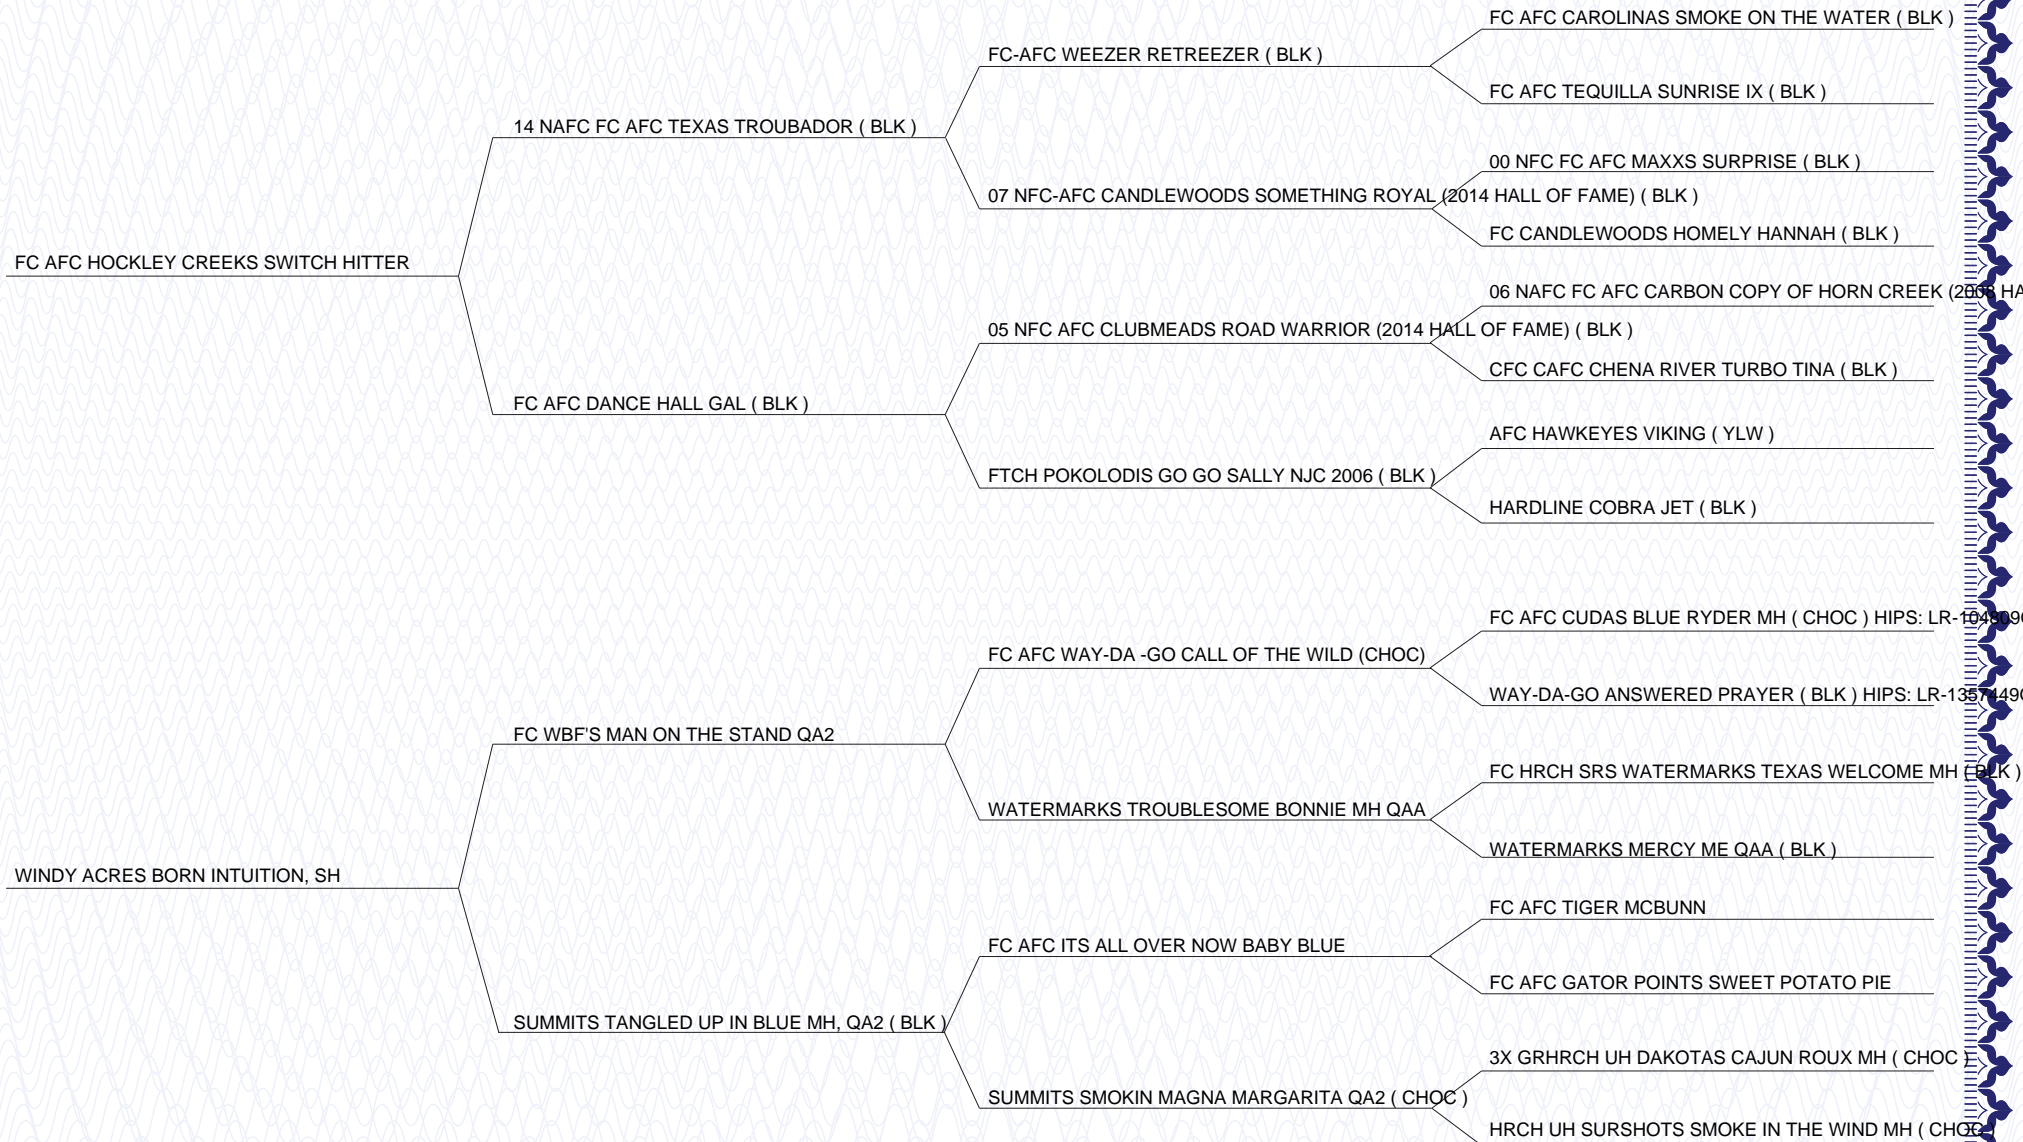 FC AFC CAROLINAS SMOKE ON THE WATER ( BLK )
FC-AFC WEEZER RETREEZER ( BLK )
FC AFC TEQUILLA SUNRISE IX ( BLK )
14 NAFC FC AFC TEXAS TROUBADOR ( BLK )
00 NFC FC AFC MAXXS SURPRISE ( BLK )
07 NFC-AFC CANDLEWOODS SOMETHING ROYAL (2014 HALL OF FAME) ( BLK )
FC CANDLEWOODS HOMELY HANNAH ( BLK )
FC AFC HOCKLEY CREEKS SWITCH HITTER
06 NAFC FC AFC CARBON COPY OF HORN CREEK (2008 HA
05 NFC AFC CLUBMEADS ROAD WARRIOR (2014 HALL OF FAME) ( BLK )
CFC CAFC CHENA RIVER TURBO TINA ( BLK )
FC AFC DANCE HALL GAL ( BLK )
AFC HAWKEYES VIKING ( YLW )
FTCH POKOLODIS GO GO SALLY NJC 2006 ( BLK )
HARDLINE COBRA JET ( BLK )
FC AFC CUDAS BLUE RYDER MH ( CHOC ) HIPS: LR-104809
FC AFC WAY-DA -GO CALL OF THE WILD (CHOC)
WAY-DA-GO ANSWERED PRAYER ( BLK ) HIPS: LR-1357449
FC WBF'S MAN ON THE STAND QA2
FC HRCH SRS WATERMARKS TEXAS WELCOME MH ( BLK )
WATERMARKS TROUBLESOME BONNIE MH QAA
WATERMARKS MERCY ME QAA ( BLK )
WINDY ACRES BORN INTUITION, SH
FC AFC TIGER MCBUNN
FC AFC ITS ALL OVER NOW BABY BLUE
FC AFC GATOR POINTS SWEET POTATO PIE
SUMMITS TANGLED UP IN BLUE MH, QA2 ( BLK )
3X GRHRCH UH DAKOTAS CAJUN ROUX MH ( CHOC )
SUMMITS SMOKIN MAGNA MARGARITA QA2 ( CHOC )
HRCH UH SURSHOTS SMOKE IN THE WIND MH ( CHOC )